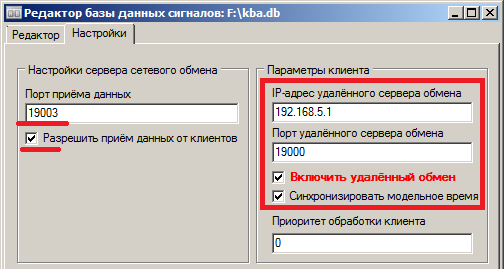 Редактор базы данных сигналов: F:\kba.db
Редактор
Настройки
Настройки сервера сетевого обмена
Порт приёма данных
19003
Разрешить приём данных от клиентов
Параметры клиента
IP-адрес удалённого сервера обмена
192.168.5.1
Порт удалённого сервера обмена
19000
Включить удалённый обмен
Синхронизировать модельное время
Приоритет обработки клиента
0